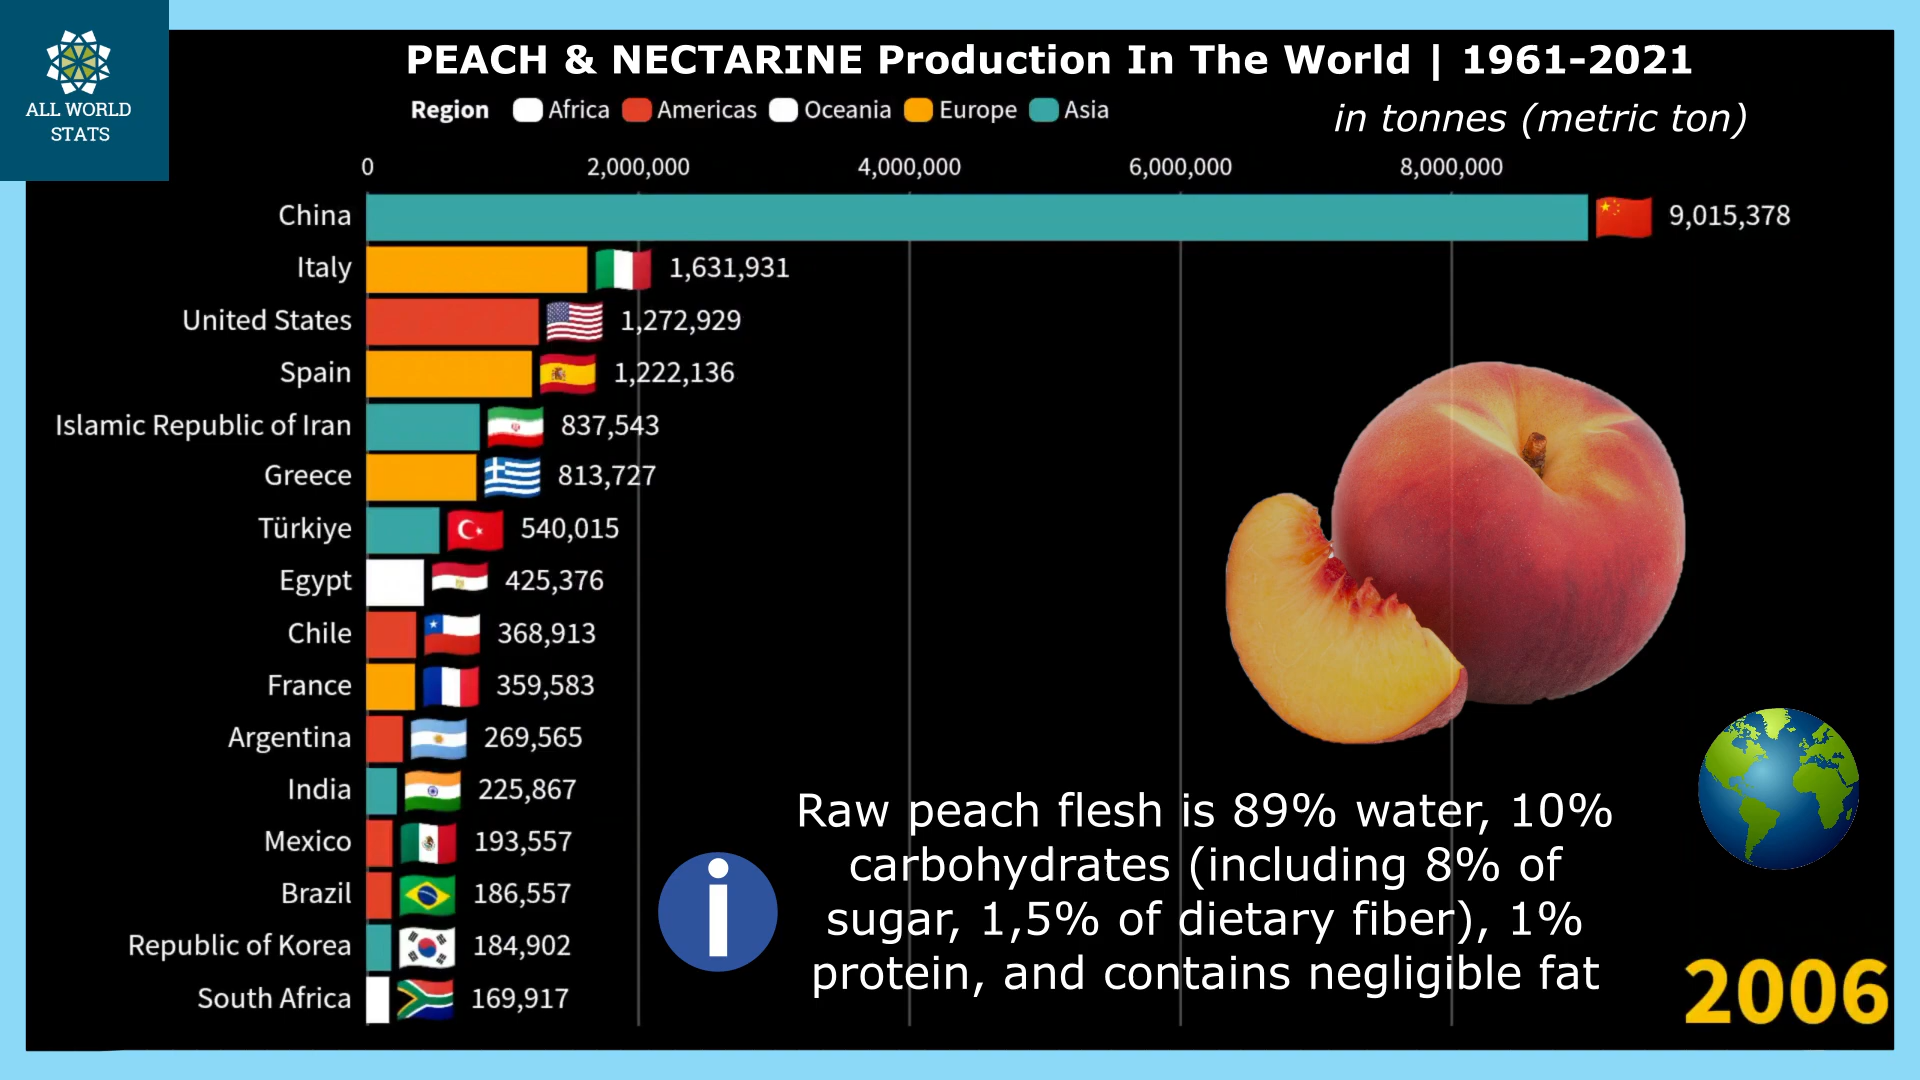 ALL WORLD
STATS
PEACH & NECTARINE Production In The World | 1961-2021
Region Africa Americas Oceania Europe Asia
in tonnes (metric ton)
0 2,000,000 4,000,000 6,000,000 8,000,000
China 9,015,378
Italy 1,631,931
United States 1,272,929
Spain 1,222,136
Islamic Republic of Iran 837,543
Greece 813,727
Türkiye 540,015
Egypt 425,376
Chile 368,913
France 359,583
Argentina 269,565
India 225,867
Mexico 193,557
Brazil 186,557
Republic of Korea 184,902
South Africa 169,917
i
Raw peach flesh is 89% water, 10%
carbohydrates (including 8% of
sugar, 1,5% of dietary fiber), 1%
protein, and contains negligible fat
2006